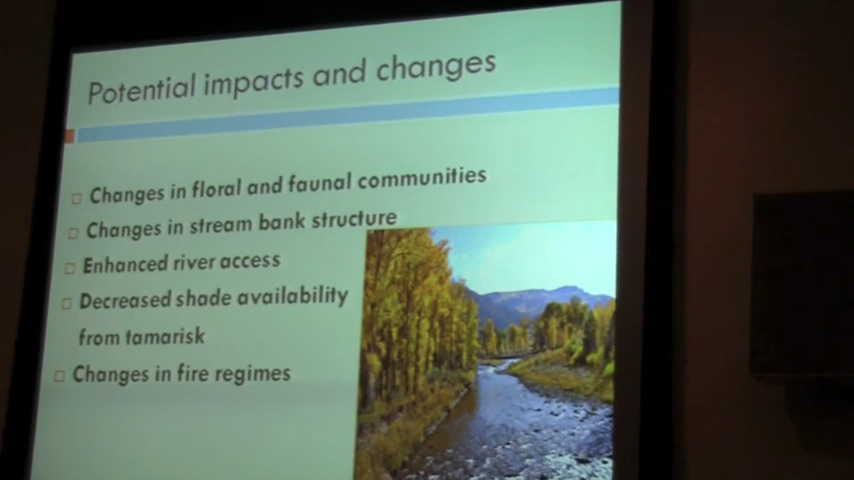 Potential impacts and changes
Changes in floral and faunal communities
Changes in stream bank structure
Enhanced river access
Decreased shade availability
from tamarisk
Changes in fire regimes